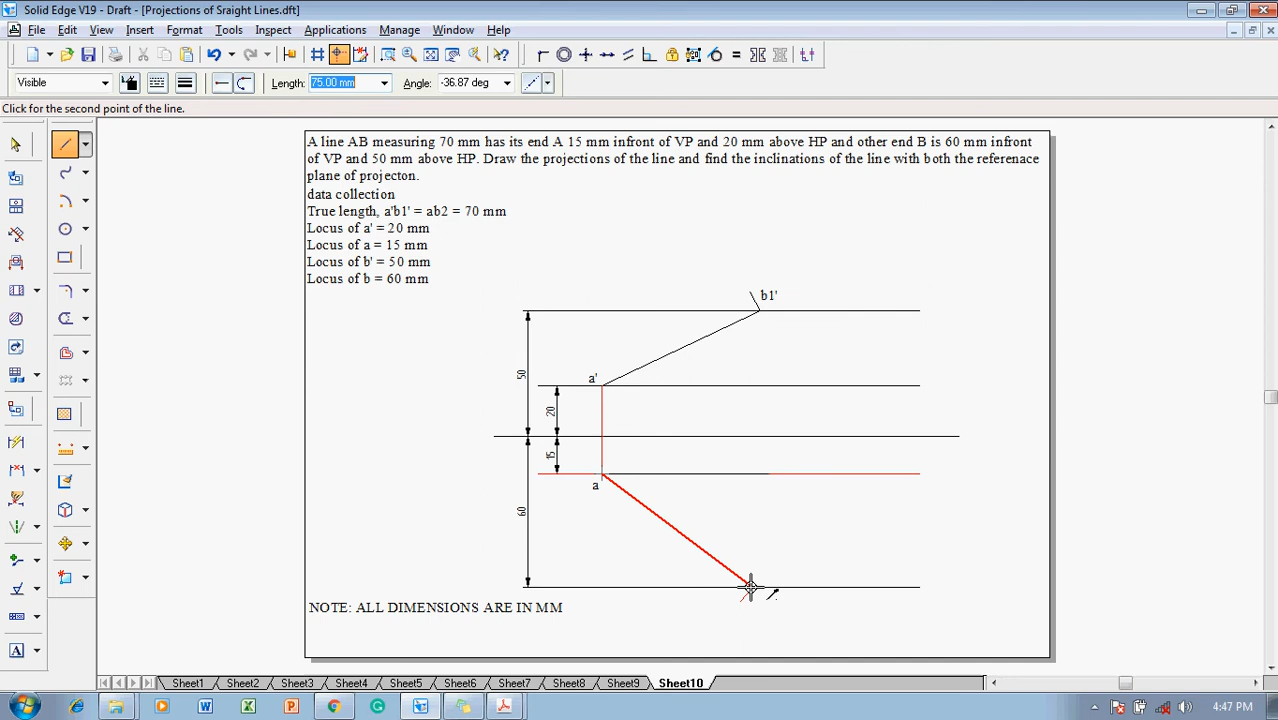 Solid Edge V19 - Draft - [Projections of Sraight Lines.dft]
File Edit View Insert Format Tools Inspect Applications Manage Window Help
Visible Length: 75.00 mm Angle: -36.87 deg
Click for the second point of the line.
A line AB measuring 70 mm has its end A 15 mm infront of VP and 20 mm above HP and other end B is 60 mm infront
of VP and 50 mm above HP. Draw the projections of the line and find the inclinations of the line with both the referenace
plane of projecton.
data collection
True length, a'b1' = ab2 = 70 mm
Locus of a' = 20 mm
Locus of a = 15 mm
Locus of b' = 50 mm
Locus of b = 60 mm
b1'
50
a'
20
15
a
60
NOTE: ALL DIMENSIONS ARE IN MM
Sheet1 Sheet2 Sheet3 Sheet4 Sheet5 Sheet6 Sheet7 Sheet8 Sheet9 Sheet10
4:47 PM